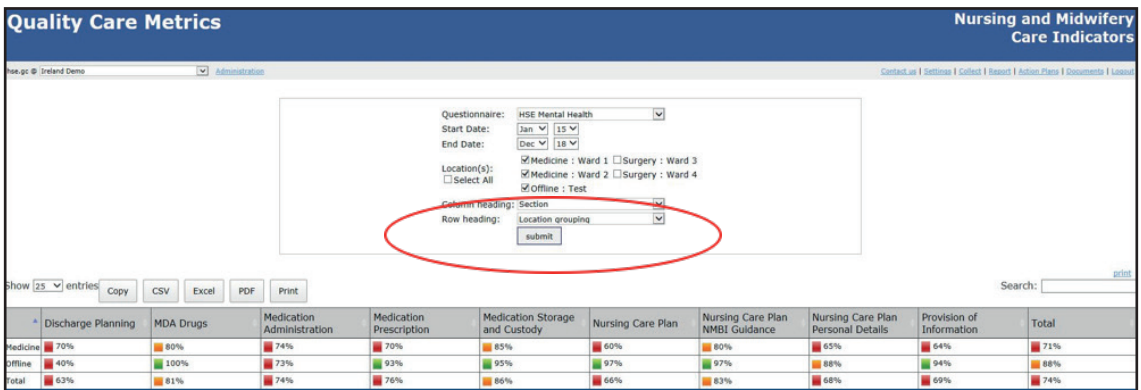 Quality Care Metrics
Nursing and Midwifery
Care Indicators
hse.gc @ Ireland Demo Administration Contact us | Settings | Collect | Report | Action Plans | Documents | Logout
Questionnaire: HSE Mental Health
Start Date: Jan 15
End Date: Dec 18
Location(s): Medicine : Ward 1 Surgery : Ward 3
Select All Medicine : Ward 2 Surgery : Ward 4
Offline : Test
Column heading: Section
Row heading: Location grouping
submit
print
Show 25 entries Copy CSV Excel PDF Print Search:
Discharge Planning MDA Drugs Medication Administration Medication Prescription Medication Storage and Custody Nursing Care Plan Nursing Care Plan NMBI Guidance Nursing Care Plan Personal Details Provision of Information Total
Medicine 70% 80% 74% 70% 85% 60% 80% 65% 64% 71%
Offline 40% 100% 73% 93% 95% 97% 97% 88% 94% 88%
Total 63% 81% 74% 76% 86% 66% 83% 68% 69% 74%